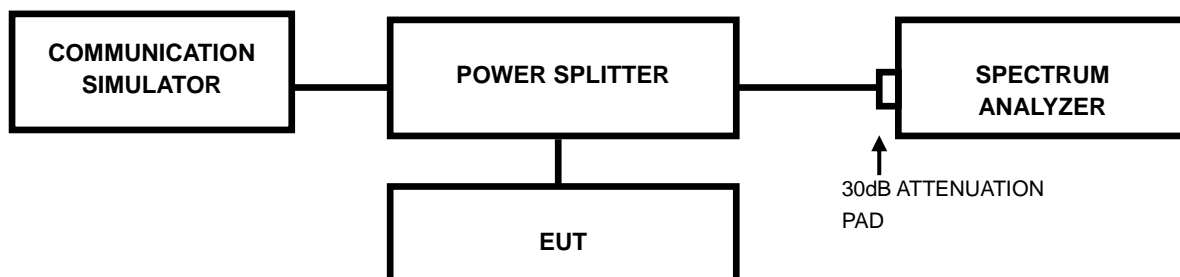 COMMUNICATION
SIMULATOR
POWER SPLITTER
SPECTRUM
ANALYZER
30dB ATTENUATION
PAD
EUT